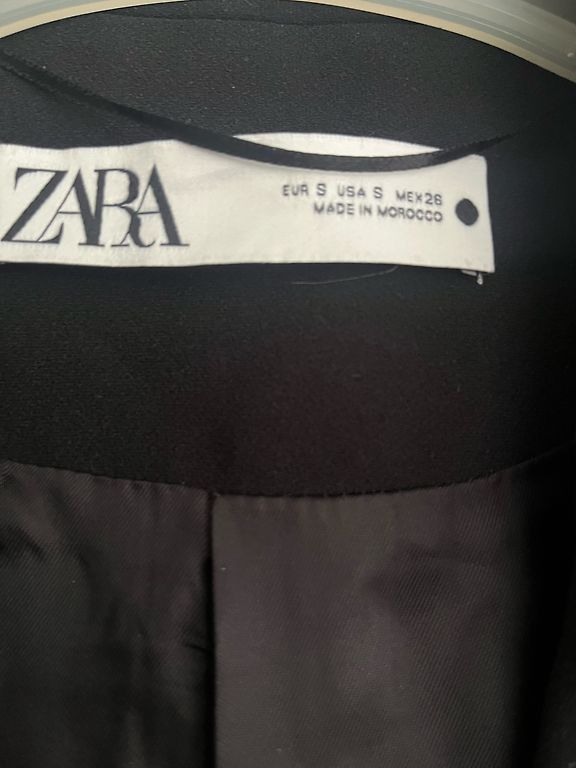 ZARA
EUR S USA S MEX 26
MADE IN MOROCCO